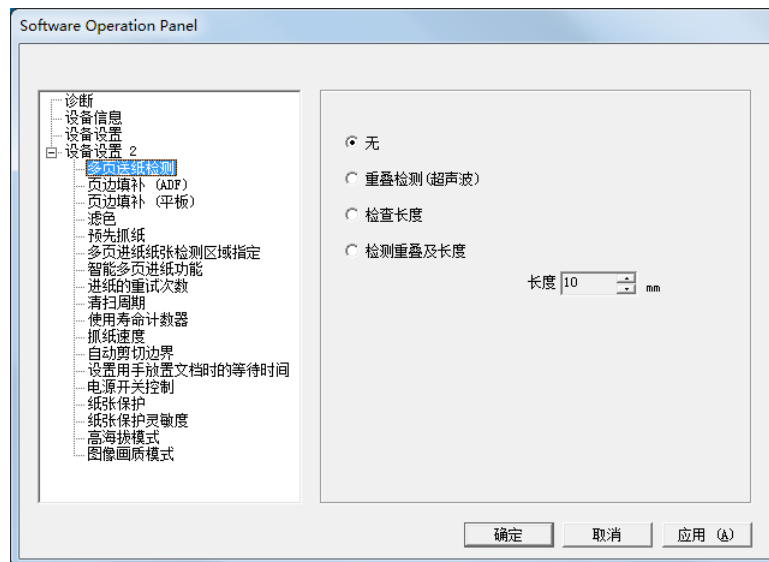 Software Operation Panel
诊断
设备信息
设备设置
设备设置 2
多页送纸检测
页边填补 (ADF)
页边填补 (平板)
滤色
预先抓纸
多页进纸纸张检测区域指定
智能多页进纸功能
进纸的重试次数
清扫周期
使用寿命计数器
抓纸速度
自动剪切边界
设置用手放置文档时的等待时间
电源开关控制
纸张保护
纸张保护灵敏度
高海拔模式
图像画质模式
无
重叠检测(超声波)
检查长度
检测重叠及长度
长度 10 mm
确定 取消 应用 (A)